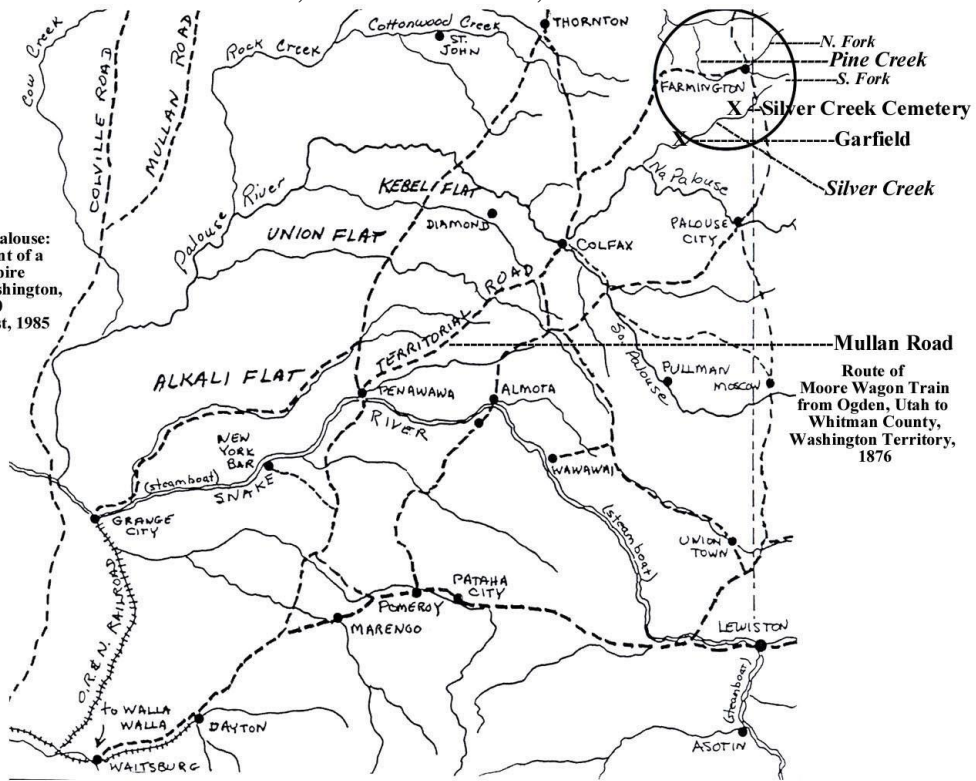 Cow Creek
COLVILLE ROAD
MULLAN ROAD
Rock Creek
Cottonwood Creek
ST. JOHN
THORNTON
N. Fork
Pine Creek
S. Fork
FARMINGTON
X
Silver Creek Cemetery
X
Garfield
Silver Creek
Palouse River
KEBELI FLAT
No Palouse
DIAMOND
UNION FLAT
COLFAX
PALOUSE CITY
alouse:
nt of a
pire
shington,
st, 1985
TERRITORIAL ROAD
Mullan Road
ALKALI FLAT
So. Palouse
PULLMAN
MOSCOW
PENAWAWA
ALMOTA
RIVER
Route of
Moore Wagon Train
from Ogden, Utah to
Whitman County,
Washington Territory,
1876
NEW YORK BAR
WAWAWAI
(steamboat)
SNAKE
GRANGE CITY
(steamboat)
UNION TOWN
O.R.&N. RAILROAD
PATAHA CITY
POMEROY
MARENGO
LEWISTON
to WALLA WALLA
DAYTON
(steamboat)
ASOTIN
WAITSBURG